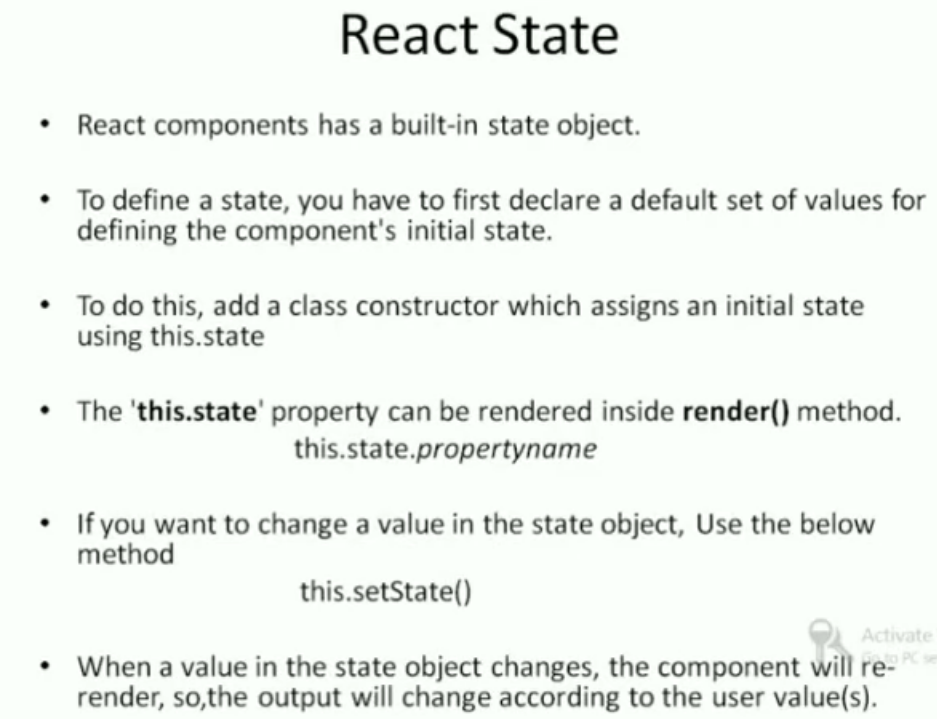 React State
• React components has a built-in state object.
• To define a state, you have to first declare a default set of values for
defining the component's initial state.
• To do this, add a class constructor which assigns an initial state
using this.state
• The 'this.state' property can be rendered inside render() method.
this.state.propertyname
• If you want to change a value in the state object, Use the below
method
this.setState()
Activate
Go to PC se
• When a value in the state object changes, the component will re-
render, so,the output will change according to the user value(s).